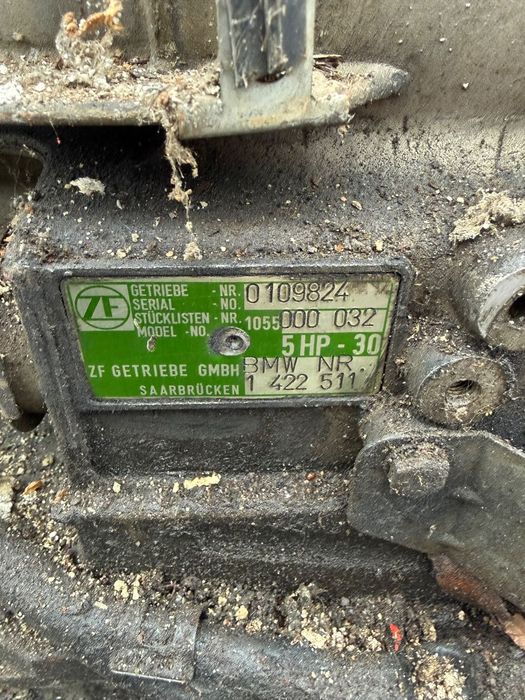 ZF
GETRIEBE -NR. 0109824
SERIAL -NO.
STÜCKLISTEN -NR. 1055 000 032
MODEL -NO.
5 HP - 30
ZF GETRIEBE GMBH BMW NR.
SAARBRÜCKEN 1 422 511